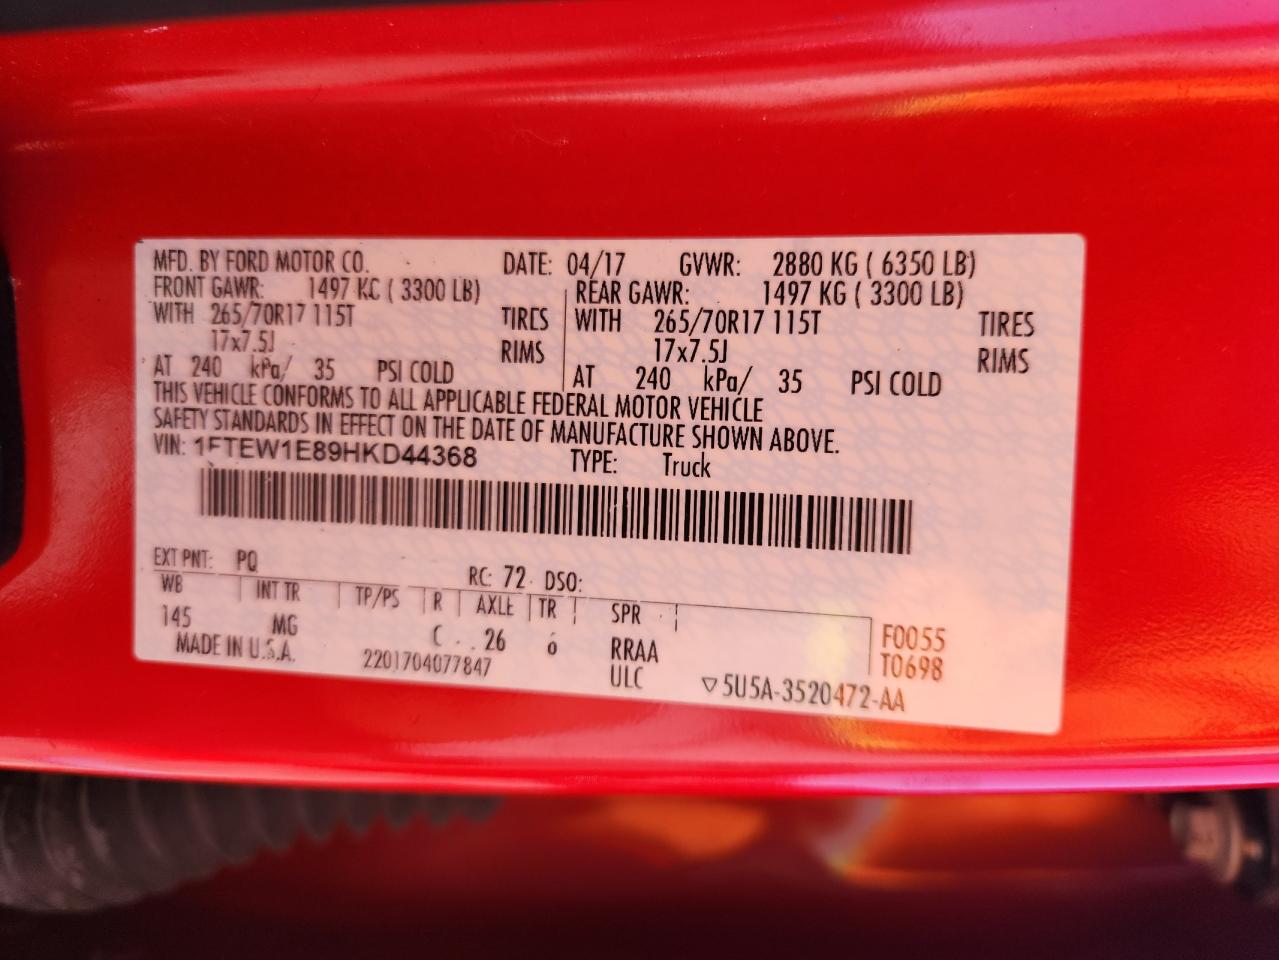 MFD. BY FORD MOTOR CO. DATE: 04/17 GVWR: 2880 KG ( 6350 LB)
FRONT GAWR: 1497 KG ( 3300 LB) REAR GAWR: 1497 KG ( 3300 LB)
WITH 265/70R17 115T TIRES WITH 265/70R17 115T TIRES
17x7.5J RIMS 17x7.5J RIMS
AT 240 kPa/ 35 PSI COLD AT 240 kPa/ 35 PSI COLD
THIS VEHICLE CONFORMS TO ALL APPLICABLE FEDERAL MOTOR VEHICLE
SAFETY STANDARDS IN EFFECT ON THE DATE OF MANUFACTURE SHOWN ABOVE.
VIN: 1FTEW1E89HKD44368 TYPE: Truck
EXT PNT: PQ RC: 72 DSO:
WB INT TR TP/PS R AXLE TR SPR
145 MG C 26 6 RRAA F0055
MADE IN U.S.A. 2201704077847 ULC T0698
▽5U5A-3520472-AA